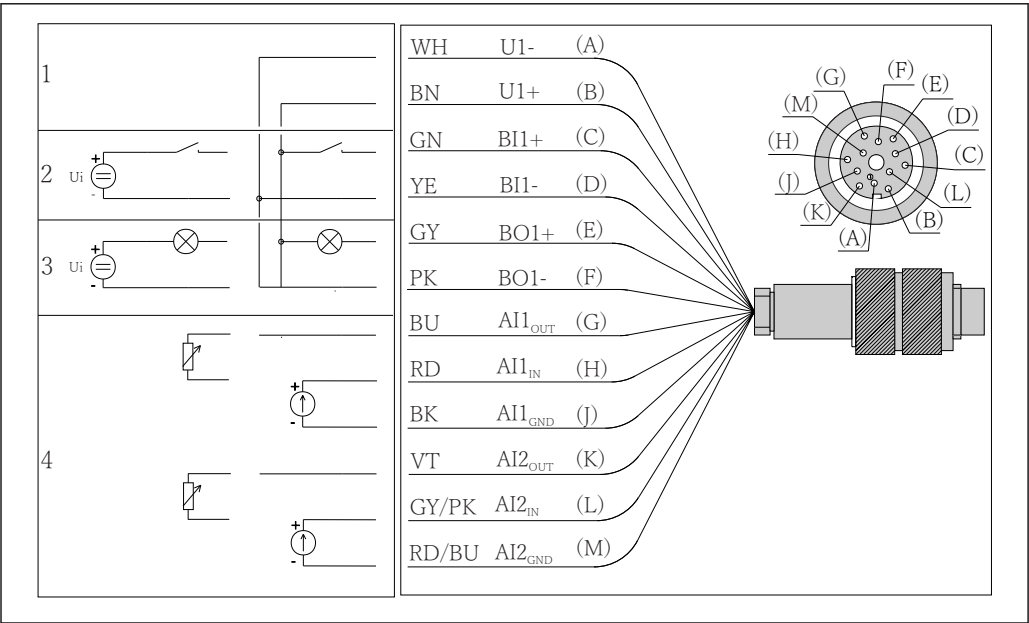 1
2
+
Ui
-
3
+
Ui
-
+
-
4
+
-
WH U1- (A)
BN U1+ (B)
GN BI1+ (C)
YE BI1- (D)
GY BO1+ (E)
PK BO1- (F)
BU AI1OUT (G)
RD AI1IN (H)
BK AI1GND (J)
VT AI2OUT (K)
GY/PK AI2IN (L)
RD/BU AI2GND (M)
(F)
(G)
(E)
(M)
(D)
(H)
(C)
(J)
(L)
(K)
(B)
(A)